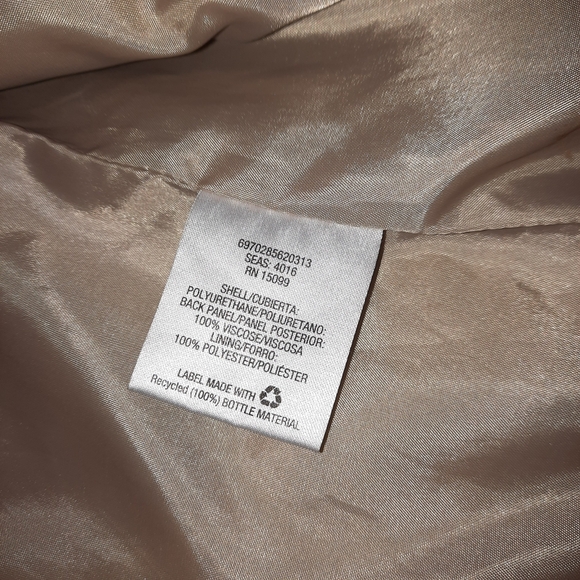 6970285620313
SEAS: 4016
RN 15099
SHELL/CUBIERTA:
POLYURETHANE/POLIURETANO:
BACK PANEL/PANEL POSTERIOR:
100% VISCOSE/VISCOSA
LINING/FORRO:
100% POLYESTER/POLIÉSTER
LABEL MADE WITH
Recycled (100%) BOTTLE MATERIAL